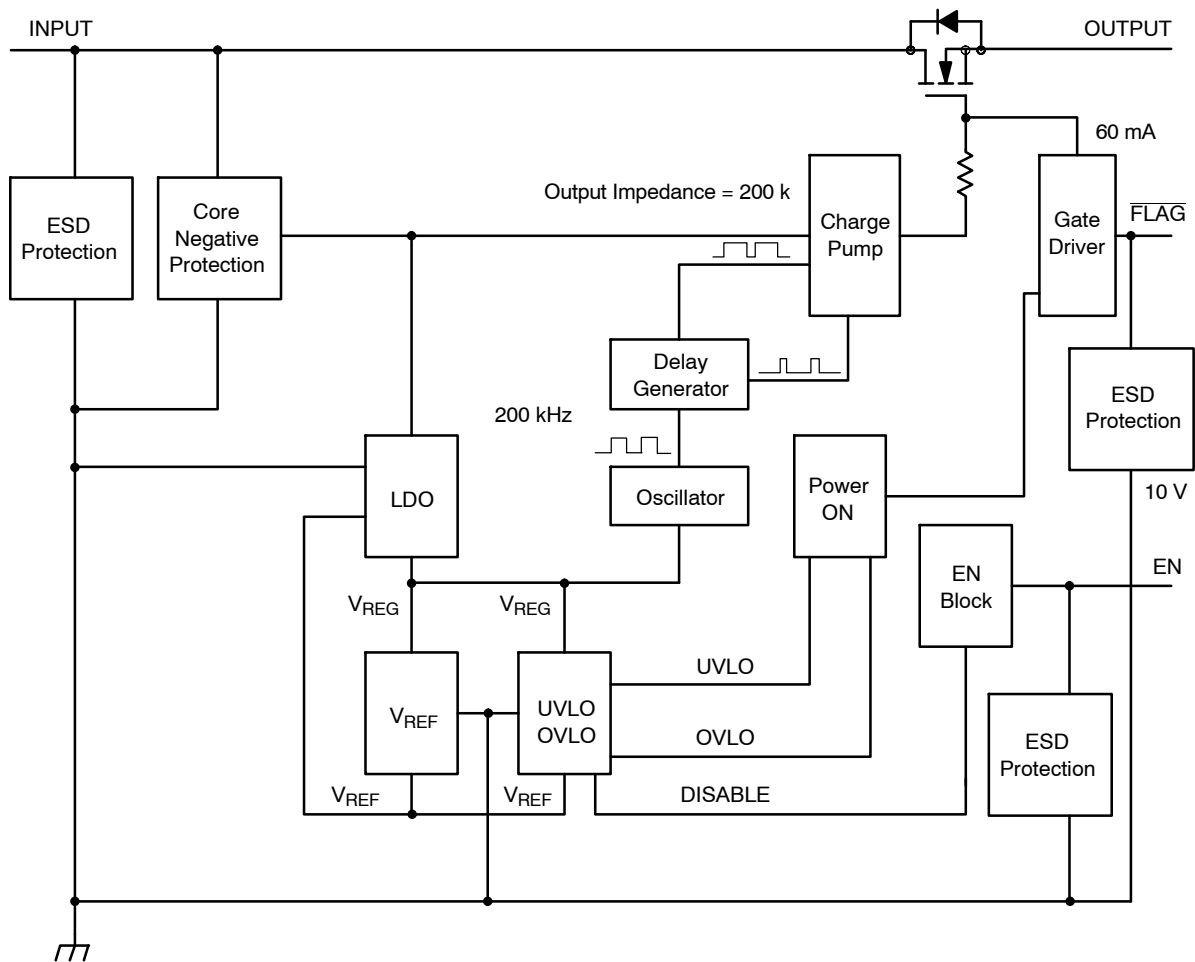 INPUT
OUTPUT
60 mA
ESD
Protection
Core
Negative
Protection
Output Impedance = 200 k
Charge
Pump
Gate
Driver
FLAG
Delay
Generator
200 kHz
ESD
Protection
10 V
LDO
Oscillator
Power
ON
EN
Block
EN
VREG
VREG
VREF
UVLO
OVLO
UVLO
OVLO
ESD
Protection
VREF
VREF
DISABLE